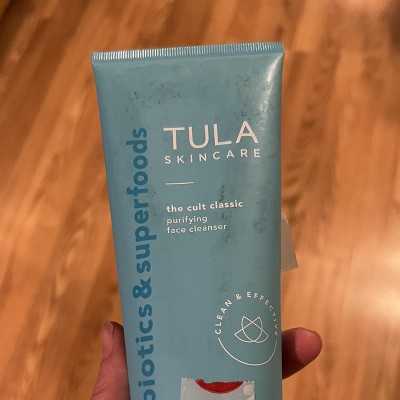 TULA
SKINCARE
the cult classic
purifying
face cleanser
biotics & superfoods
CLEAN & EFFECTIVE